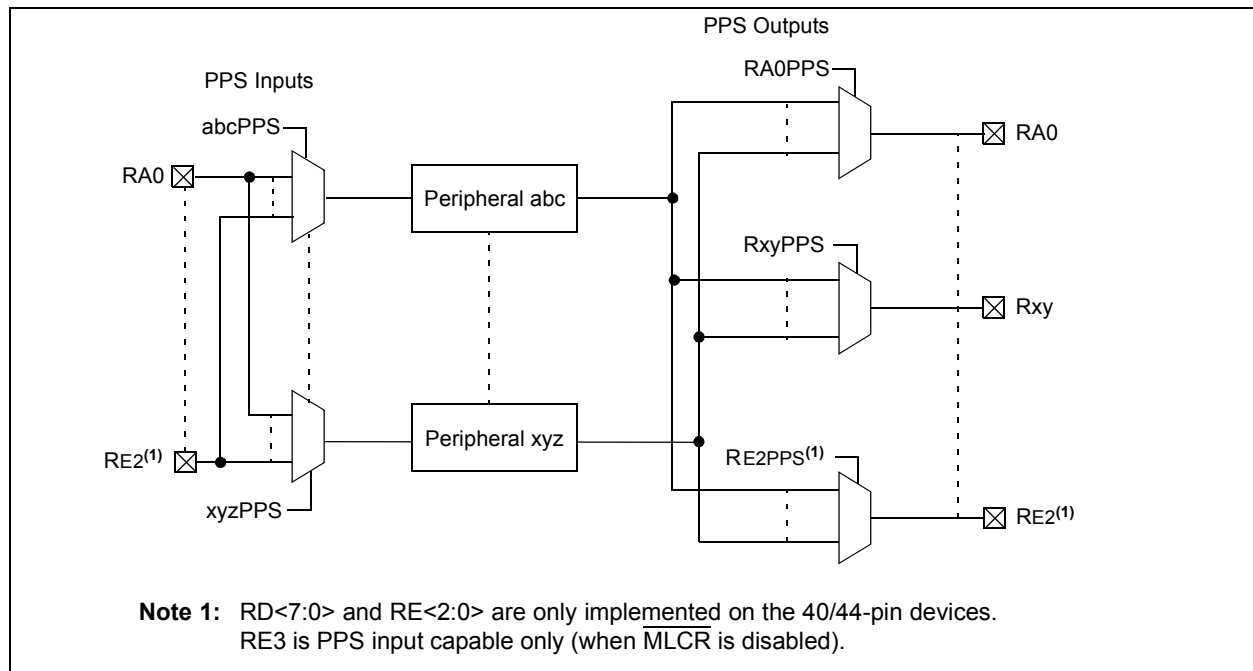 PPS Outputs
RA0PPS
PPS Inputs
abcPPS
RA0
RA0
Peripheral abc
RxyPPS
Rxy
Peripheral xyz
RE2(1)
RE2PPS(1)
xyzPPS
RE2(1)
Note 1: RD<7:0> and RE<2:0> are only implemented on the 40/44-pin devices.
RE3 is PPS input capable only (when MLCR is disabled).